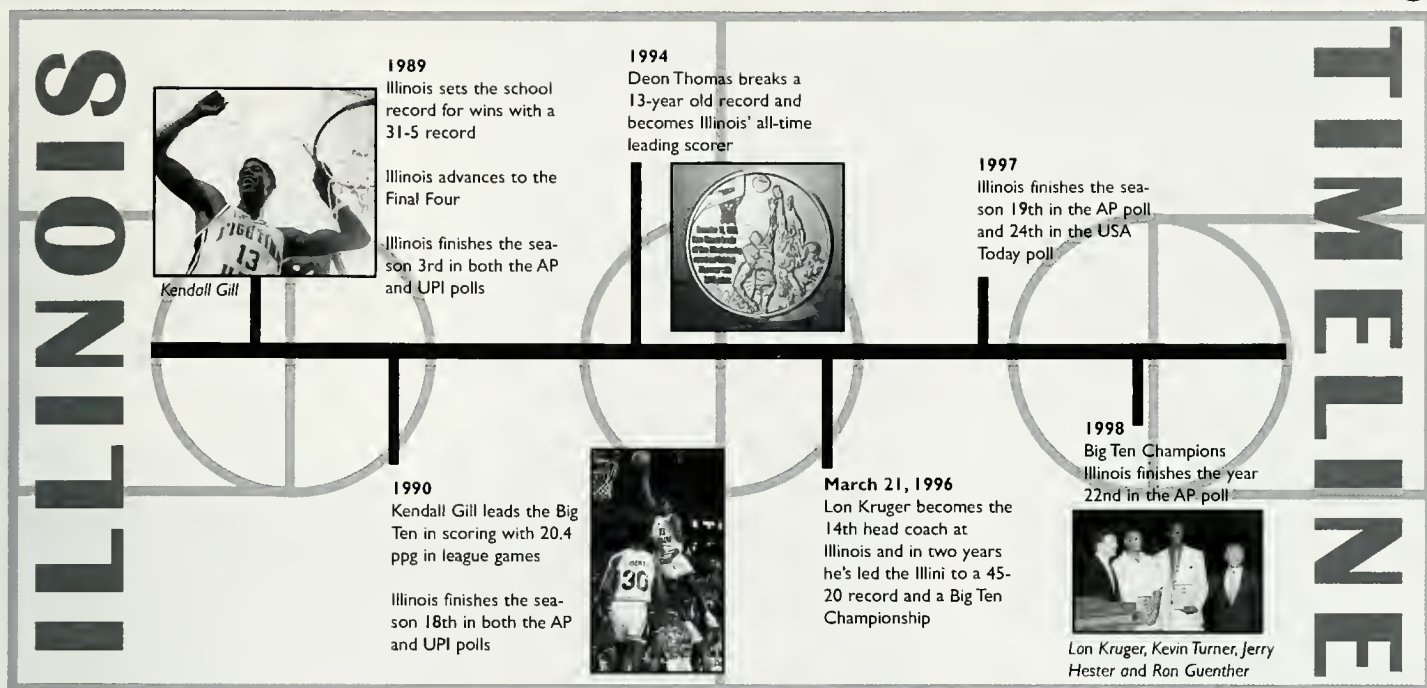 ILLINOIS
1989
Illinois sets the school
record for wins with a
31-5 record
Illinois advances to the
Final Four
Illinois finishes the sea-
son 3rd in both the AP
and UPI polls
13
Kendall Gill
1994
Deon Thomas breaks a
13-year old record and
becomes Illinois' all-time
leading scorer
1997
Illinois finishes the sea-
son 19th in the AP poll
and 24th in the USA
Today poll
1990
Kendall Gill leads the Big
Ten in scoring with 20.4
ppg in league games
Illinois finishes the sea-
son 18th in both the AP
and UPI polls
30
March 21, 1996
Lon Kruger becomes the
14th head coach at
Illinois and in two years
he's led the Illini to a 45-
20 record and a Big Ten
Championship
1998
Big Ten Champions
Illinois finishes the year
22nd in the AP poll
Lon Kruger, Kevin Turner, Jerry
Hester and Ron Guenther
TIMELINE